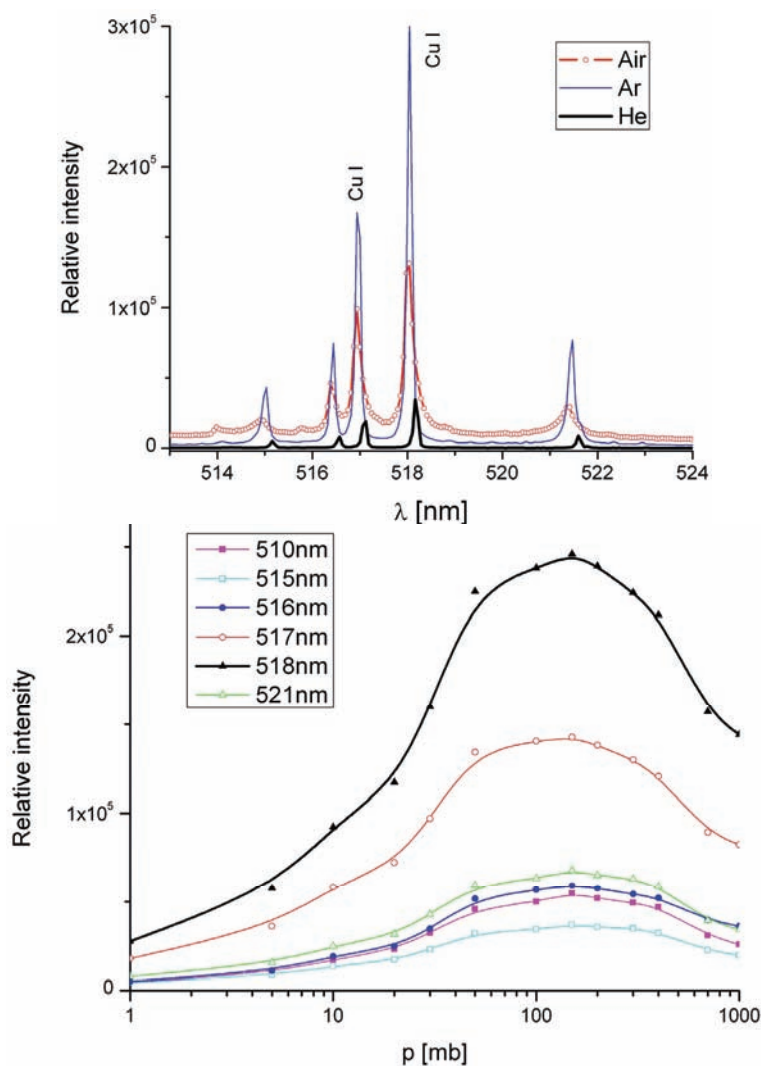 3x10⁵
2x10⁵
1x10⁵
0
Relative intensity
Cu I
Cu I
Air
Ar
He
514
516
518
520
522
524
λ [nm]
510nm
515nm
516nm
517nm
518nm
521nm
2x10⁵
1x10⁵
0
Relative intensity
1
10
100
1000
p [mb]